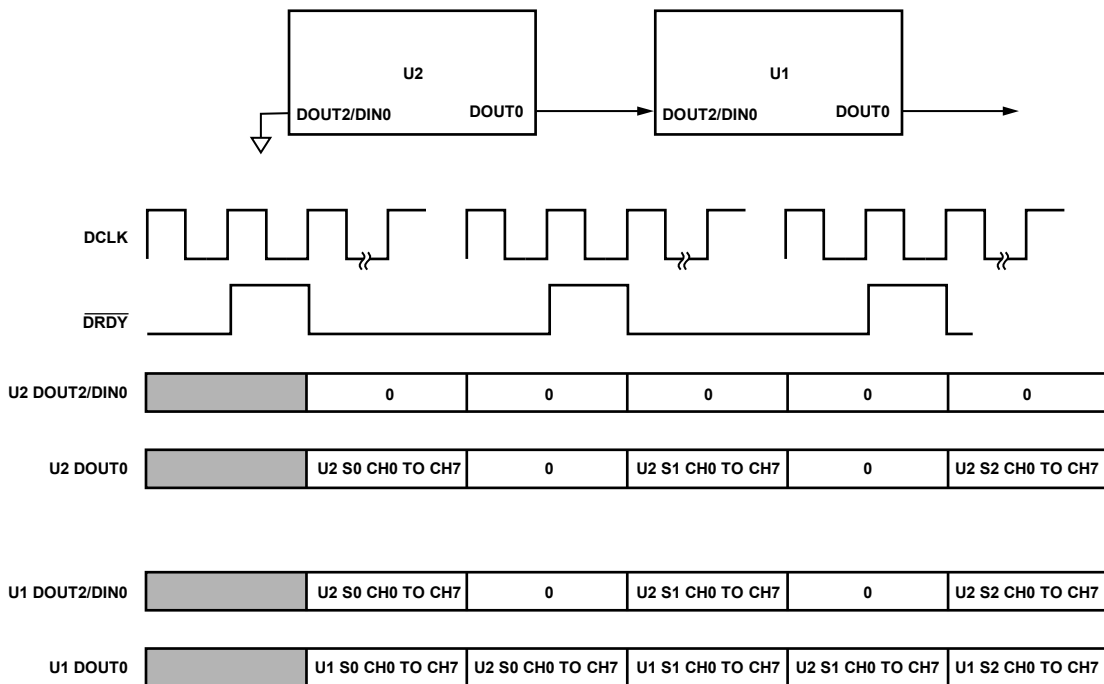 U2
U1
DOUT2/DIN0 DOUT0 DOUT2/DIN0 DOUT0
DCLK
DRDY
U2 DOUT2/DIN0 0 0 0 0 0
U2 DOUT0 U2 S0 CH0 TO CH7 0 U2 S1 CH0 TO CH7 0 U2 S2 CH0 TO CH7
U1 DOUT2/DIN0 U2 S0 CH0 TO CH7 0 U2 S1 CH0 TO CH7 0 U2 S2 CH0 TO CH7
U1 DOUT0 U1 S0 CH0 TO CH7 U2 S0 CH0 TO CH7 U1 S1 CH0 TO CH7 U2 S1 CH0 TO CH7 U1 S2 CH0 TO CH7